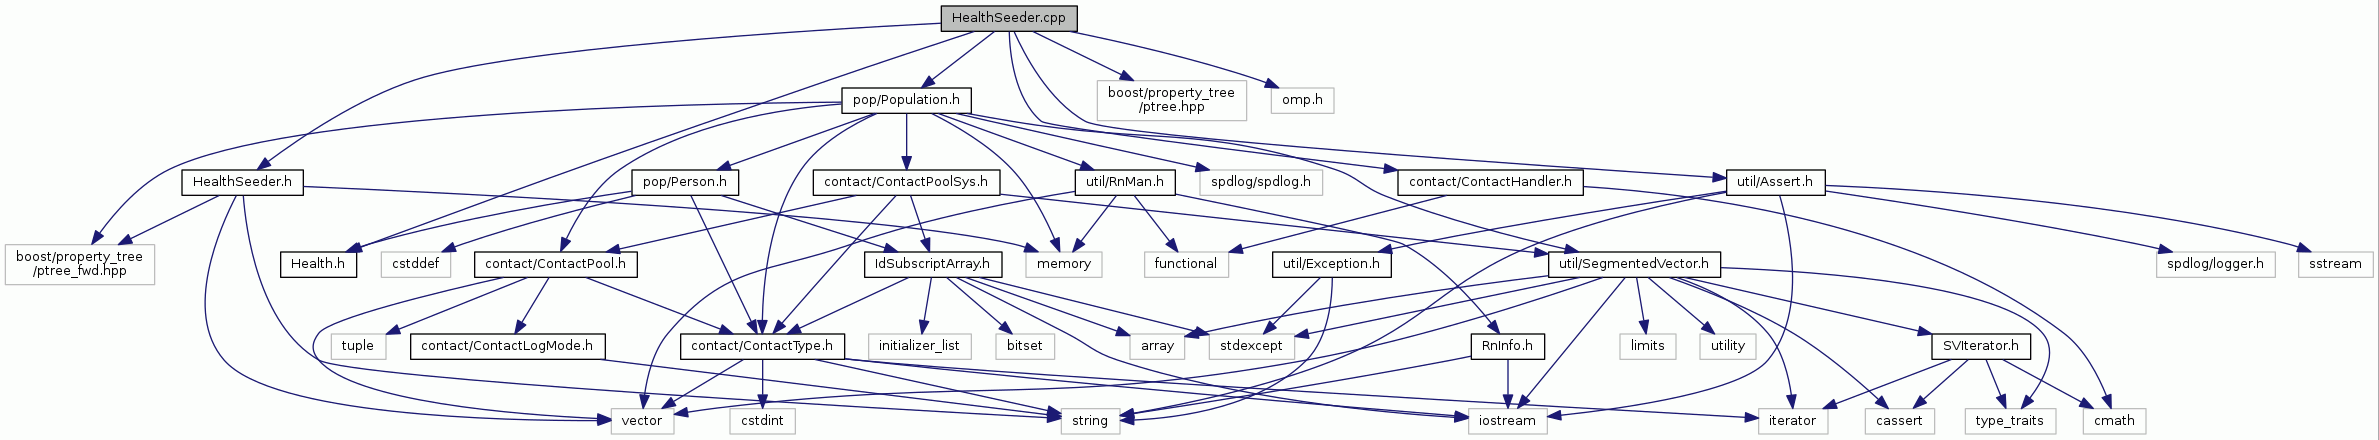 HealthSeeder.cpp
pop/Population.h
boost/property_tree
/ptree.hpp
omp.h
HealthSeeder.h
pop/Person.h
contact/ContactPoolSys.h
util/RnMan.h
spdlog/spdlog.h
contact/ContactHandler.h
util/Assert.h
boost/property_tree
/ptree_fwd.hpp
Health.h
cstddef
contact/ContactPool.h
IdSubscriptArray.h
memory
functional
util/Exception.h
util/SegmentedVector.h
spdlog/logger.h
sstream
tuple
contact/ContactLogMode.h
contact/ContactType.h
initializer_list
bitset
array
stdexcept
RnInfo.h
limits
utility
SVIterator.h
vector
cstdint
string
iostream
iterator
cassert
type_traits
cmath